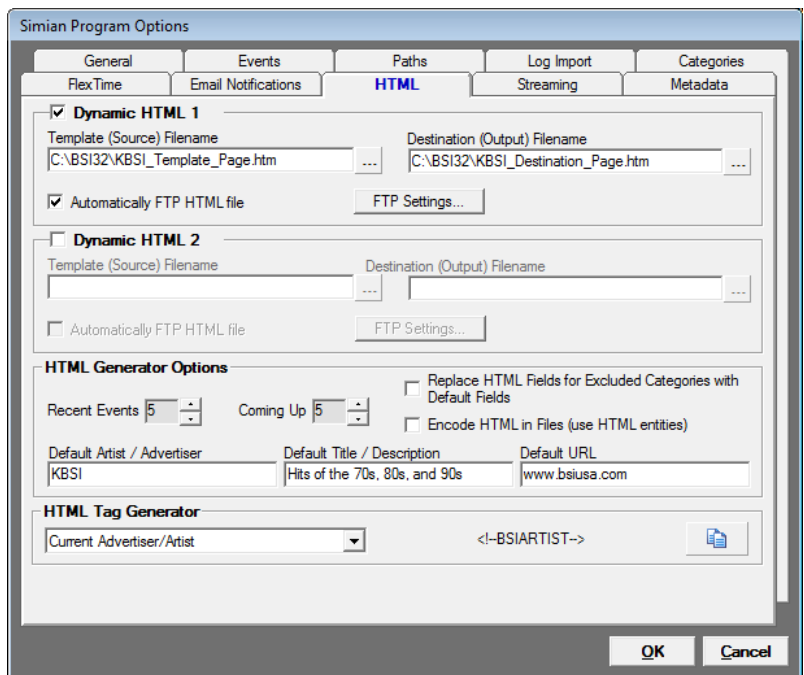 Simian Program Options
General Events Paths Log Import Categories
FlexTime Email Notifications HTML Streaming Metadata
Dynamic HTML 1
Template (Source) Filename Destination (Output) Filename
C:\BSI32\KBSI_Template_Page.htm ... C:\BSI32\KBSI_Destination_Page.htm ...
Automatically FTP HTML file FTP Settings...
Dynamic HTML 2
Template (Source) Filename Destination (Output) Filename
... ...
Automatically FTP HTML file FTP Settings...
HTML Generator Options
Replace HTML Fields for Excluded Categories with
Default Fields
Recent Events 5 Coming Up 5
Encode HTML in Files (use HTML entities)
Default Artist / Advertiser Default Title / Description Default URL
KBSI Hits of the 70s, 80s, and 90s www.bsiusa.com
HTML Tag Generator
Current Advertiser/Artist <!--BSIARTIST-->
OK Cancel